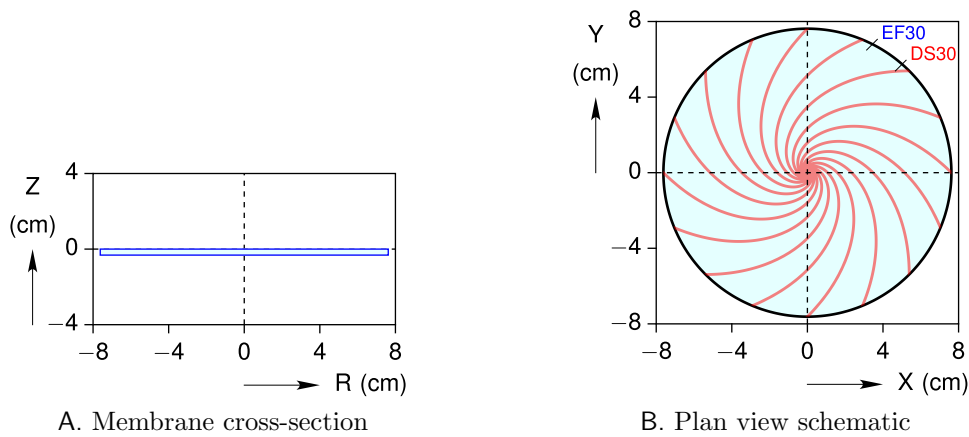 4
Z
(cm)
0
−4
−8
−4
0
4
8
R (cm)
A. Membrane cross-section
8
Y
(cm)
4
0
−4
−8
−8
−4
0
4
8
X (cm)
EF30
DS30
B. Plan view schematic